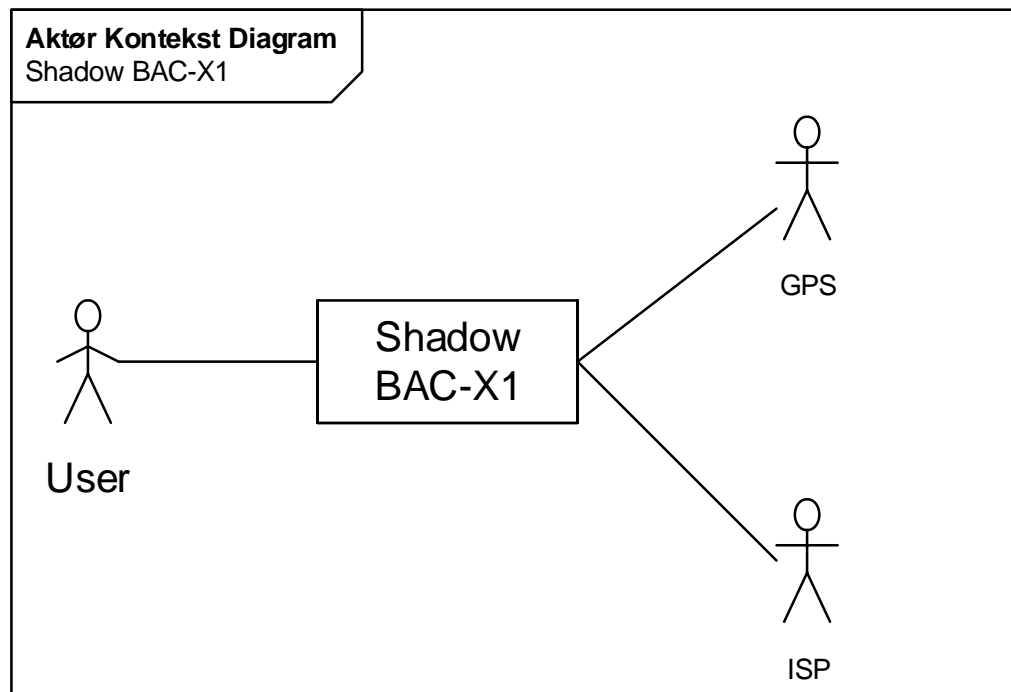 Aktør Kontekst Diagram
Shadow BAC-X1
GPS
Shadow
BAC-X1
User
ISP